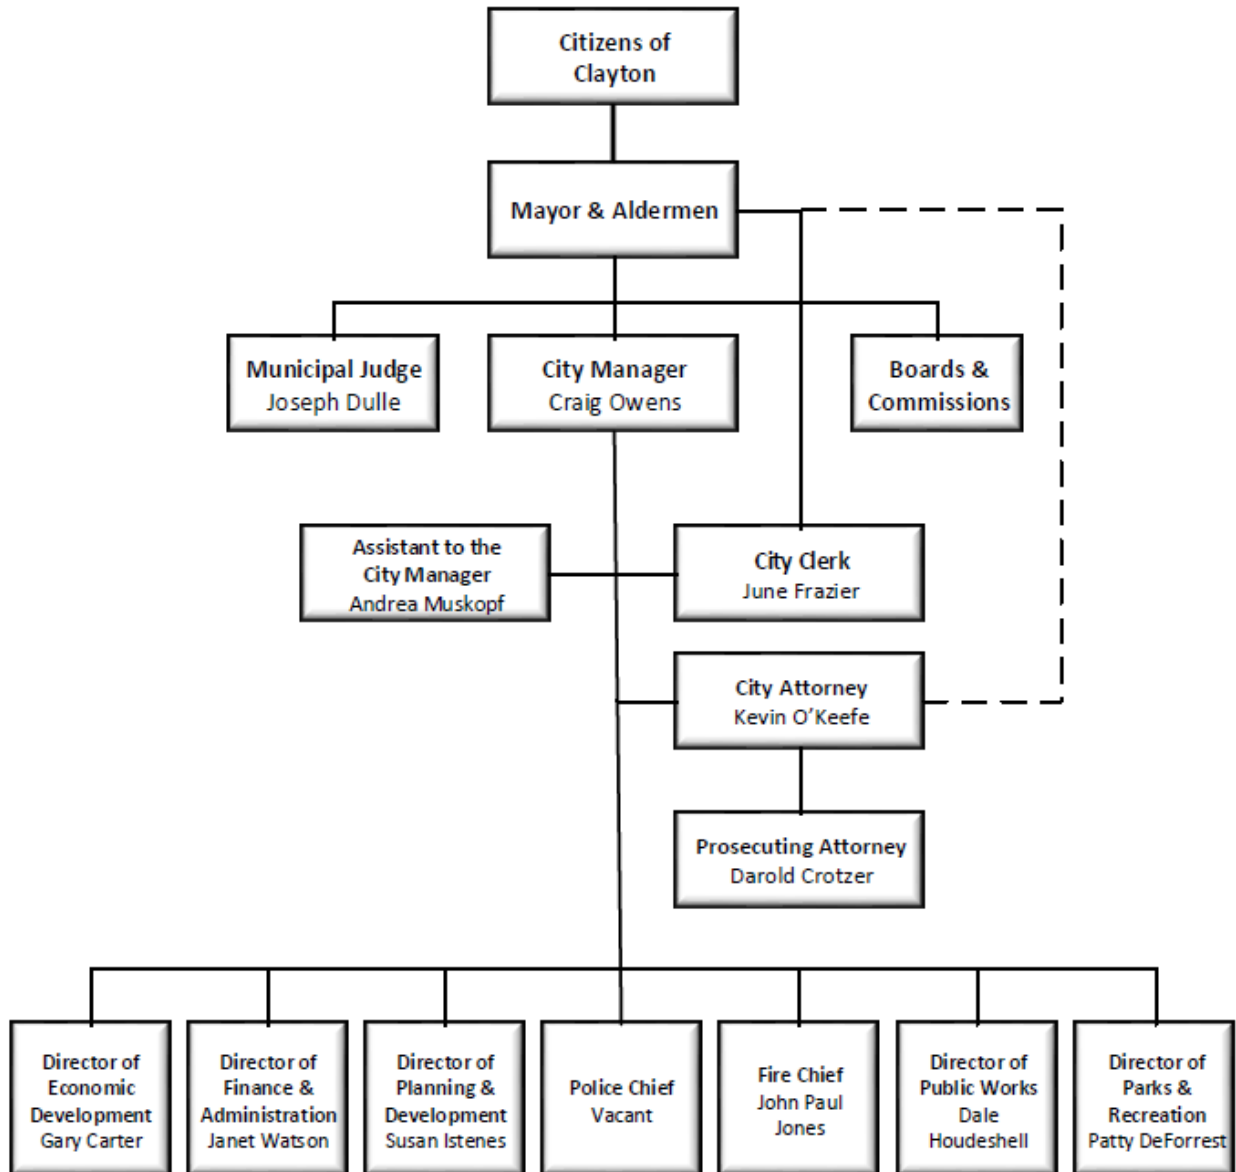 Citizens of
Clayton
Mayor & Aldermen
Municipal Judge
Joseph Dulle
City Manager
Craig Owens
Boards &
Commissions
Assistant to the
City Manager
Andrea Muskopf
City Clerk
June Frazier
City Attorney
Kevin O’Keefe
Prosecuting Attorney
Darold Crotzer
Director of
Economic
Development
Gary Carter
Director of
Finance &
Administration
Janet Watson
Director of
Planning &
Development
Susan Istenes
Police Chief
Vacant
Fire Chief
John Paul
Jones
Director of
Public Works
Dale
Houdeshell
Director of
Parks &
Recreation
Patty DeForrest